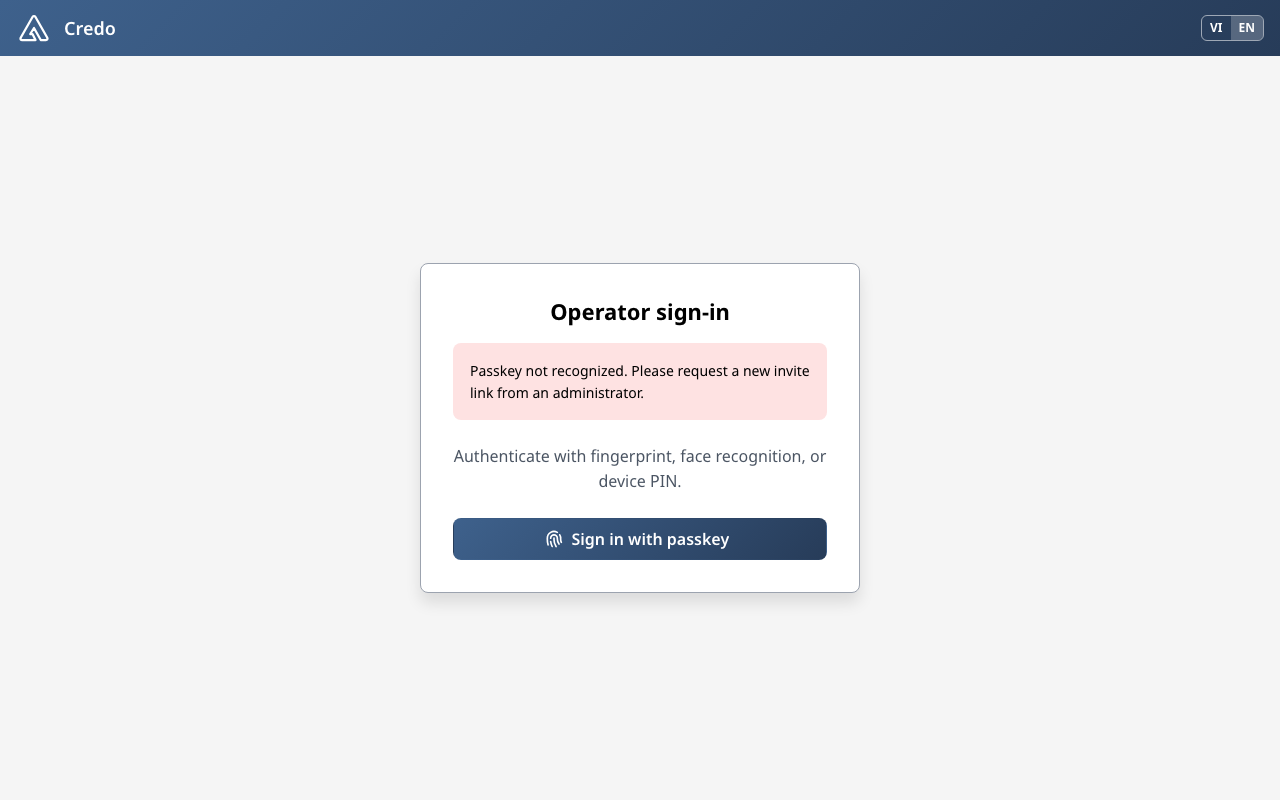 Credo
VI
EN
Operator sign-in
Passkey not recognized. Please request a new invite
link from an administrator.
Authenticate with fingerprint, face recognition, or
device PIN.
Sign in with passkey